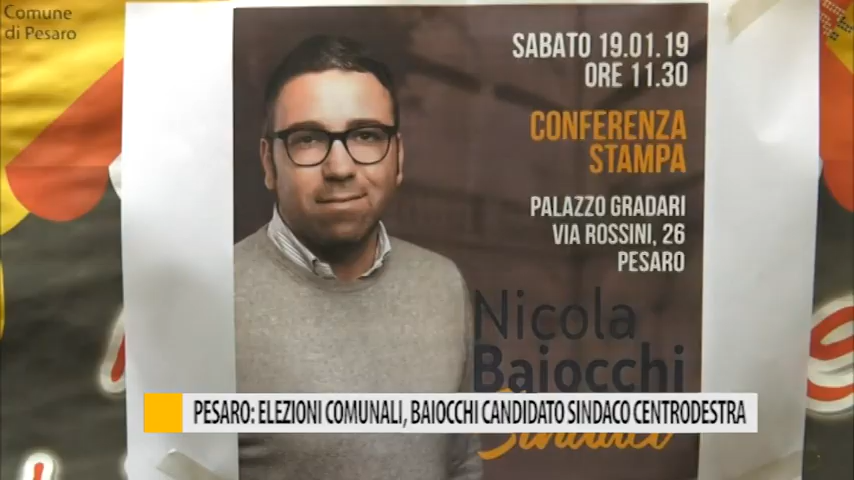 Comune
di Pesaro
SABATO 19.01.19
ORE 11.30
CONFERENZA
STAMPA
PALAZZO GRADARI
VIA ROSSINI, 26
PESARO
Nicola
Baiocchi
PESARO: ELEZIONI COMUNALI, BAIOCCHI CANDIDATO SINDACO CENTRODESTRA
Sindaco